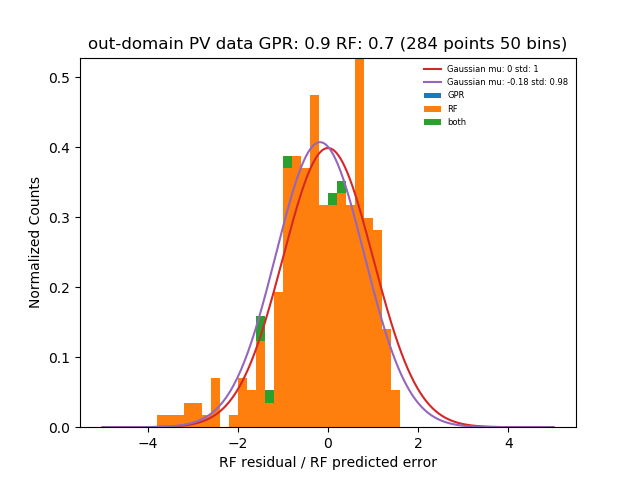 out-domain PV data GPR: 0.9 RF: 0.7 (284 points 50 bins)
Gaussian mu: 0 std: 1
Gaussian mu: -0.18 std: 0.98
GPR
RF
both
Normalized Counts
0.5
0.4
0.3
0.2
0.1
0.0
−4 −2 0 2 4
RF residual / RF predicted error